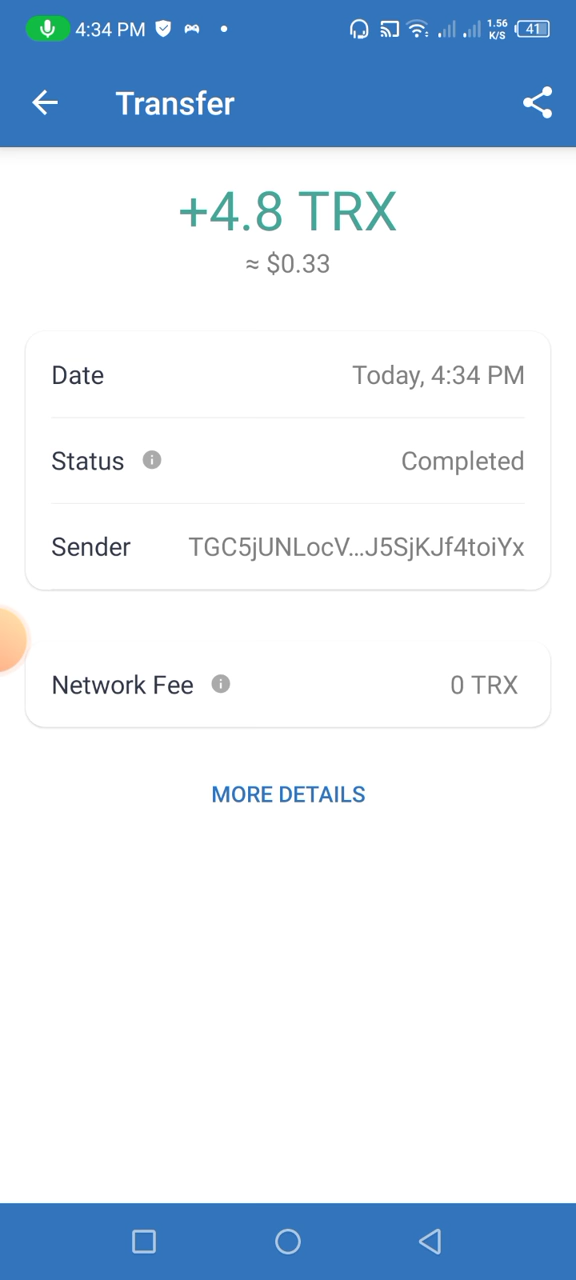 4:34 PM 1.56 K/S 41
Transfer
+4.8 TRX
≈ $0.33
Date Today, 4:34 PM
Status Completed
Sender TGC5jUNLocV...J5SjKJf4toiYx
Network Fee 0 TRX
MORE DETAILS